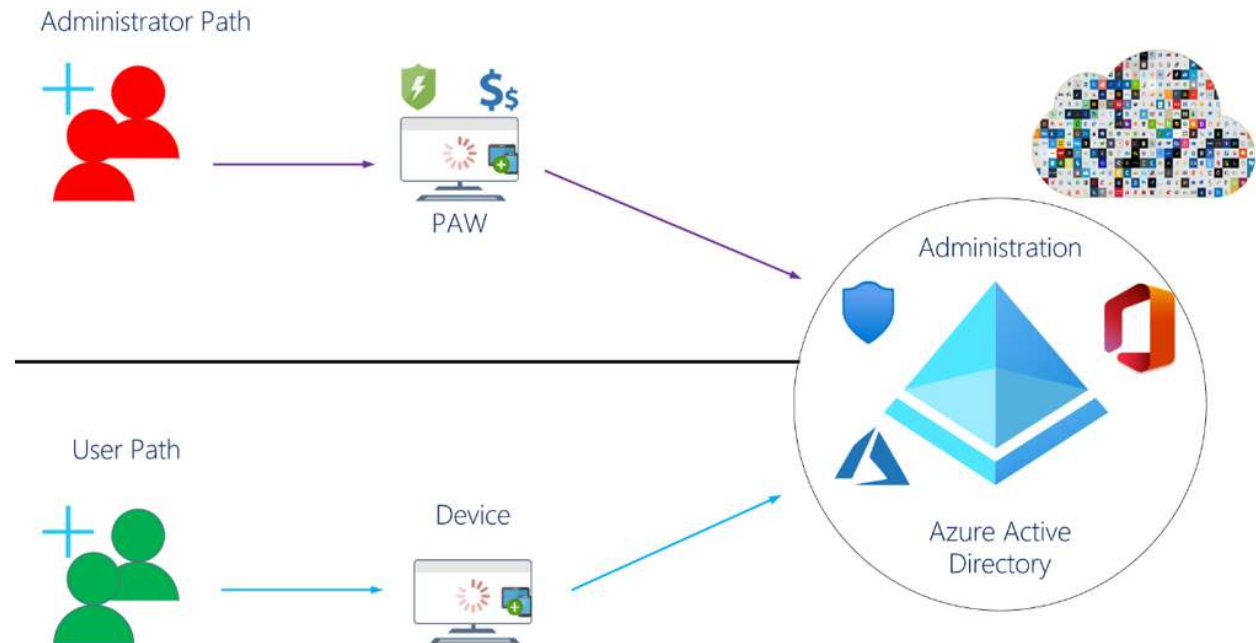 Administrator Path
$$
PAW
Administration
User Path
Device
Azure Active
Directory